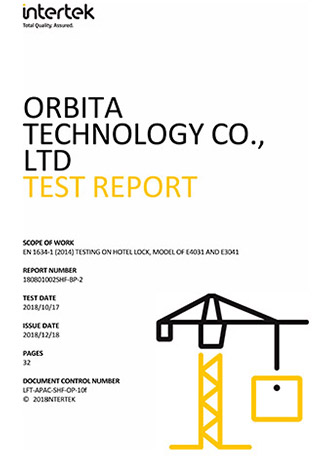 intertek
Total Quality. Assured.
ORBITA
TECHNOLOGY CO.,
LTD
TEST REPORT
SCOPE OF WORK
EN 1634-1 (2014) TESTING ON HOTEL LOCK, MODEL OF E4031 AND E3041
REPORT NUMBER
180801002SHF-BP-2
TEST DATE
2018/10/17
ISSUE DATE
2018/12/18
PAGES
32
DOCUMENT CONTROL NUMBER
LFT-APAC-SHF-OP-10f
© 2018INTERTEK